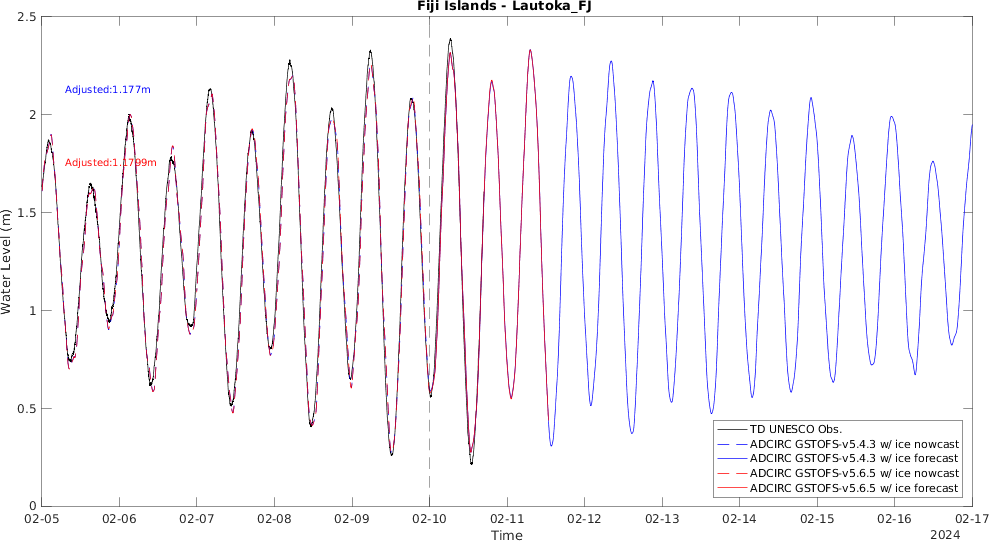 Fiji Islands - Lautoka_FJ
2.5
2
1.5
1
0.5
0
Water Level (m)
Adjusted:1.177m
Adjusted:1.1799m
TD UNESCO Obs.
ADCIRC GSTOFS-v5.4.3 w/ ice nowcast
ADCIRC GSTOFS-v5.4.3 w/ ice forecast
ADCIRC GSTOFS-v5.6.5 w/ ice nowcast
ADCIRC GSTOFS-v5.6.5 w/ ice forecast
02-05 02-06 02-07 02-08 02-09 02-10 02-11 02-12 02-13 02-14 02-15 02-16 02-17
Time
2024